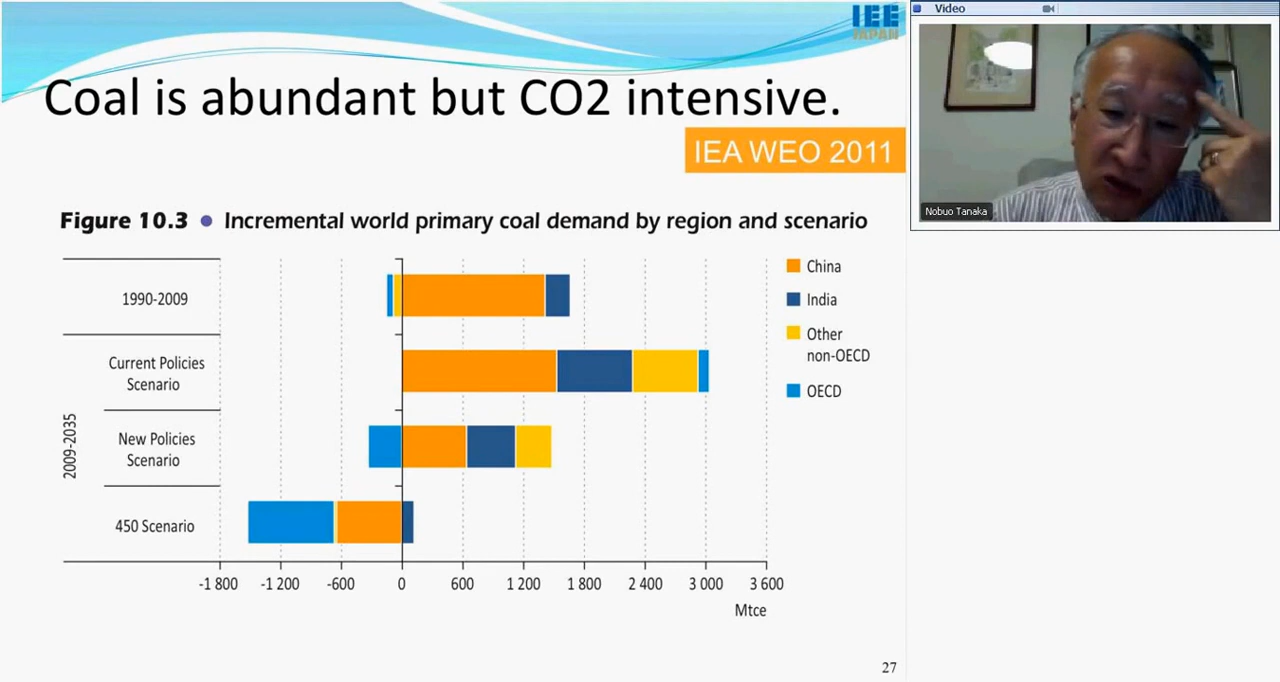 IEE
JAPAN
Coal is abundant but CO2 intensive.
IEA WEO 2011
Figure 10.3 ● Incremental world primary coal demand by region and scenario
1990-2009
Current Policies
Scenario
New Policies
Scenario
450 Scenario
2009-2035
-1 800 -1 200 -600 0 600 1 200 1 800 2 400 3 000 3 600
Mtce
China
India
Other
non-OECD
OECD
27
Video
Nobuo Tanaka